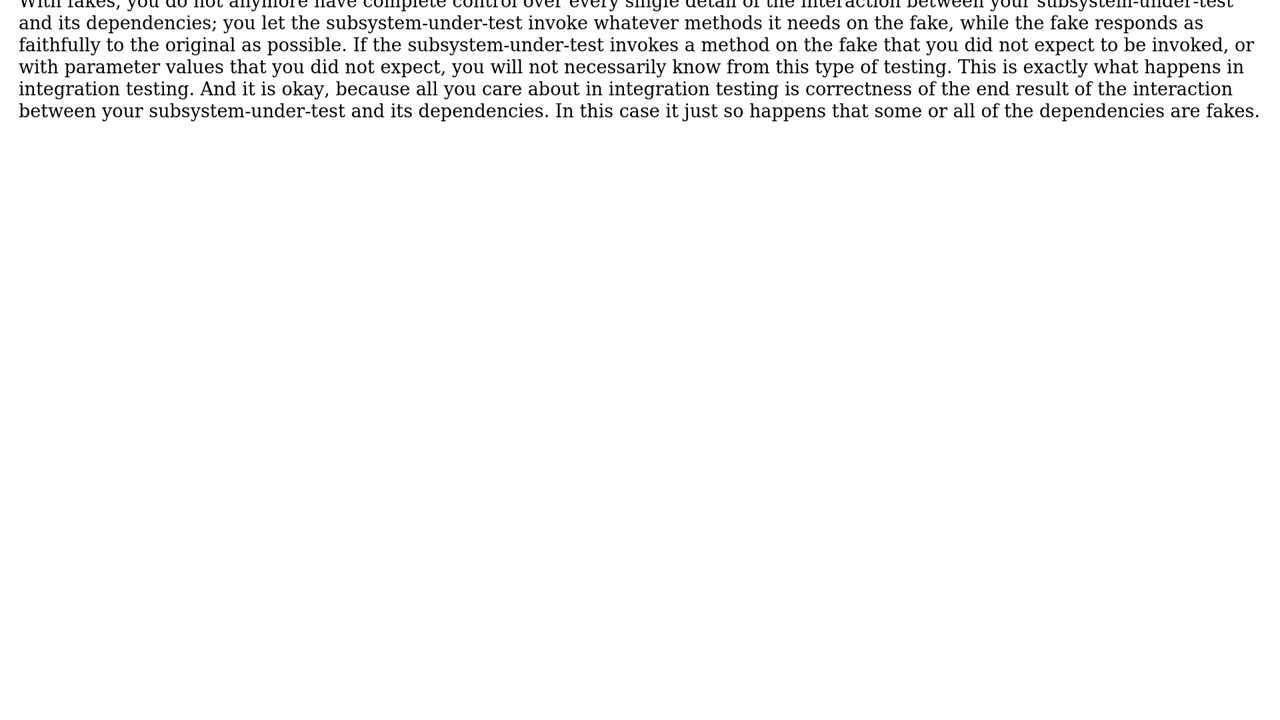 With fakes, you do not anymore have complete control over every single detail of the interaction between your subsystem-under-test
and its dependencies; you let the subsystem-under-test invoke whatever methods it needs on the fake, while the fake responds as
faithfully to the original as possible. If the subsystem-under-test invokes a method on the fake that you did not expect to be invoked, or
with parameter values that you did not expect, you will not necessarily know from this type of testing. This is exactly what happens in
integration testing. And it is okay, because all you care about in integration testing is correctness of the end result of the interaction
between your subsystem-under-test and its dependencies. In this case it just so happens that some or all of the dependencies are fakes.